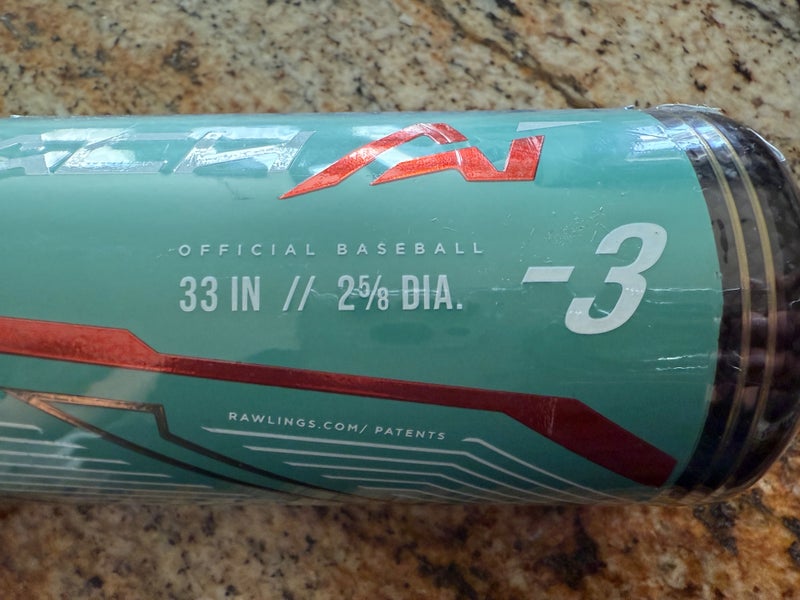 OFFICIAL BASEBALL
33 IN // 2⅝ DIA.
-3
RAWLINGS.COM/ PATENTS